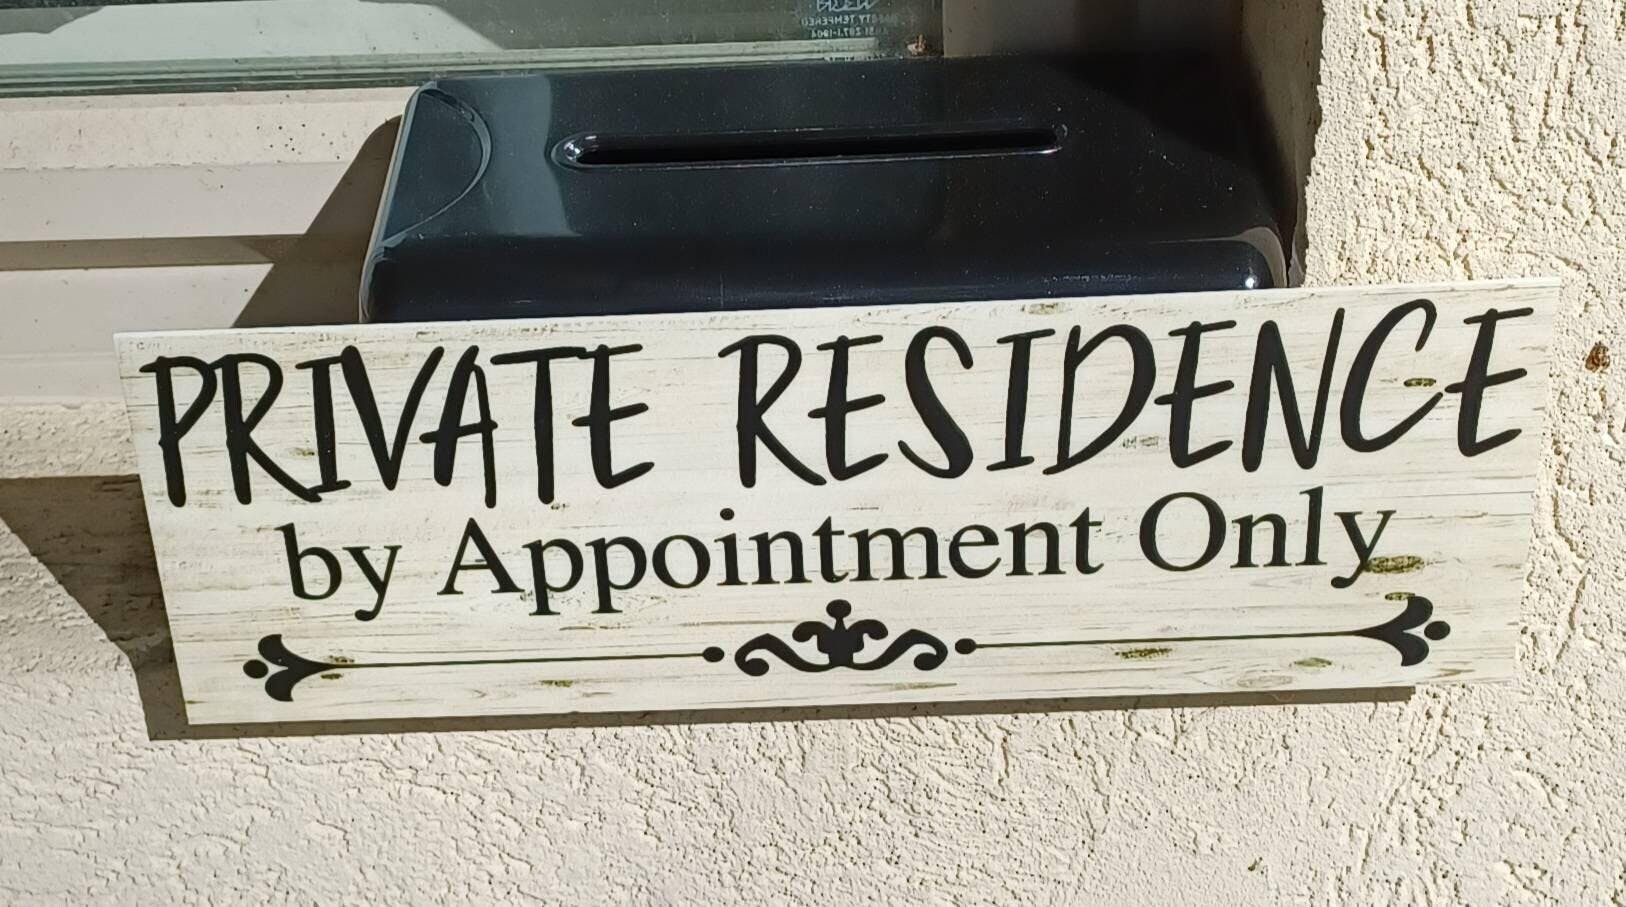 PRIVATE RESIDENCE
by Appointment Only